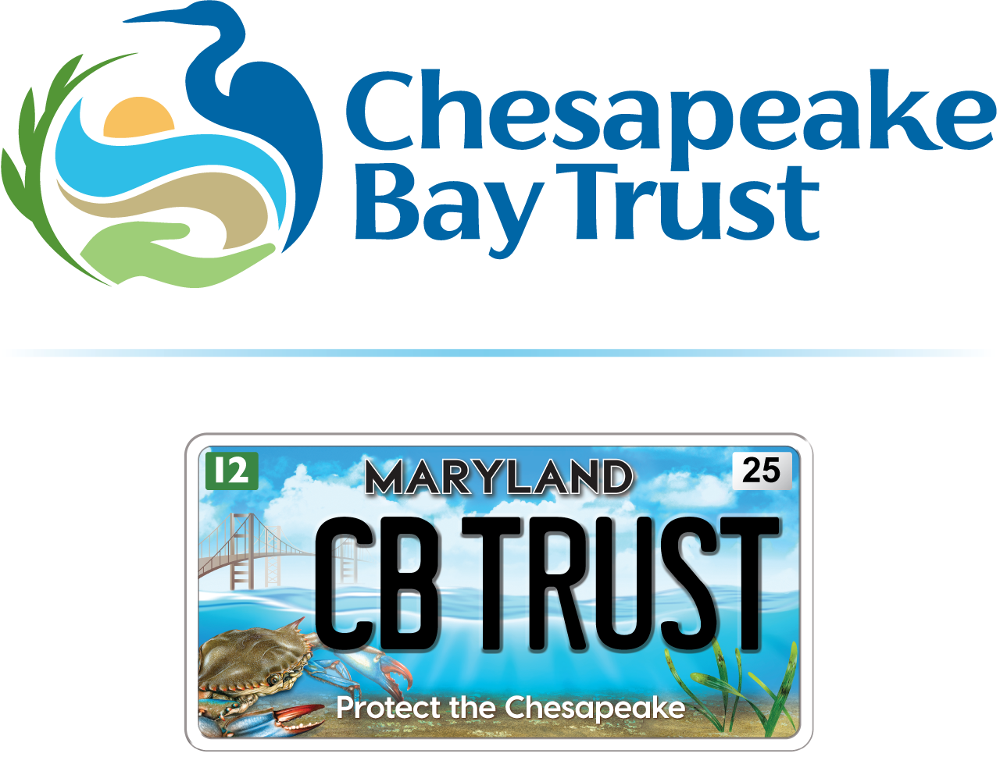 Chesapeake
Bay Trust
12
MARYLAND
25
CB TRUST
Protect the Chesapeake